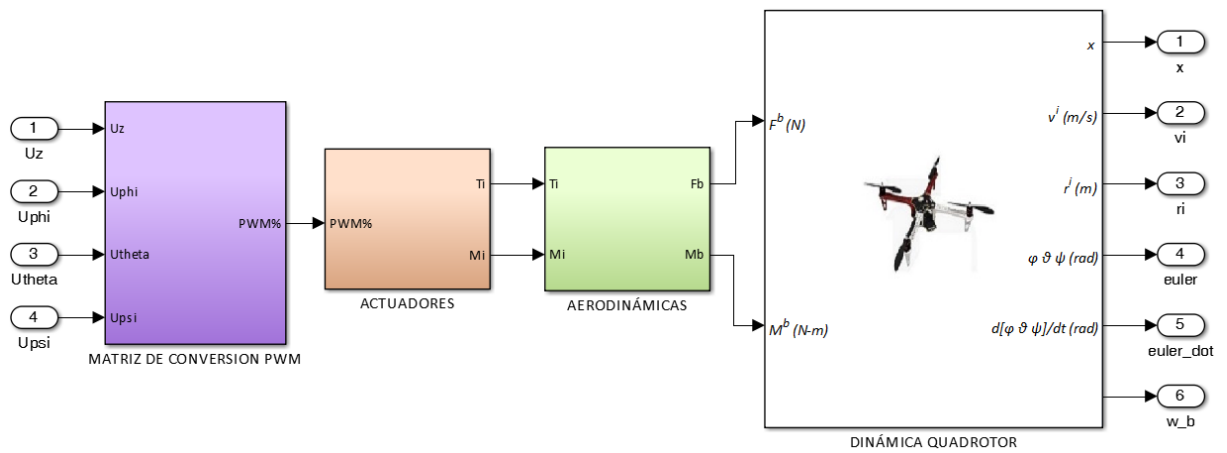 1
Uz
2
Uphi
3
Utheta
4
Upsi
Uz
Uphi
Utheta
Upsi
PWM%
MATRIZ DE CONVERSION PWM
PWM%
Ti
Mi
ACTUADORES
Ti
Mi
Fb
Mb
AERODINÁMICAS
F^b (N)
M^b (N-m)
x
v^i (m/s)
r^i (m)
φ ϑ ψ (rad)
d[φ ϑ ψ]/dt (rad)
DINÁMICA QUADROTOR
1
x
2
vi
3
ri
4
euler
5
euler_dot
6
w_b